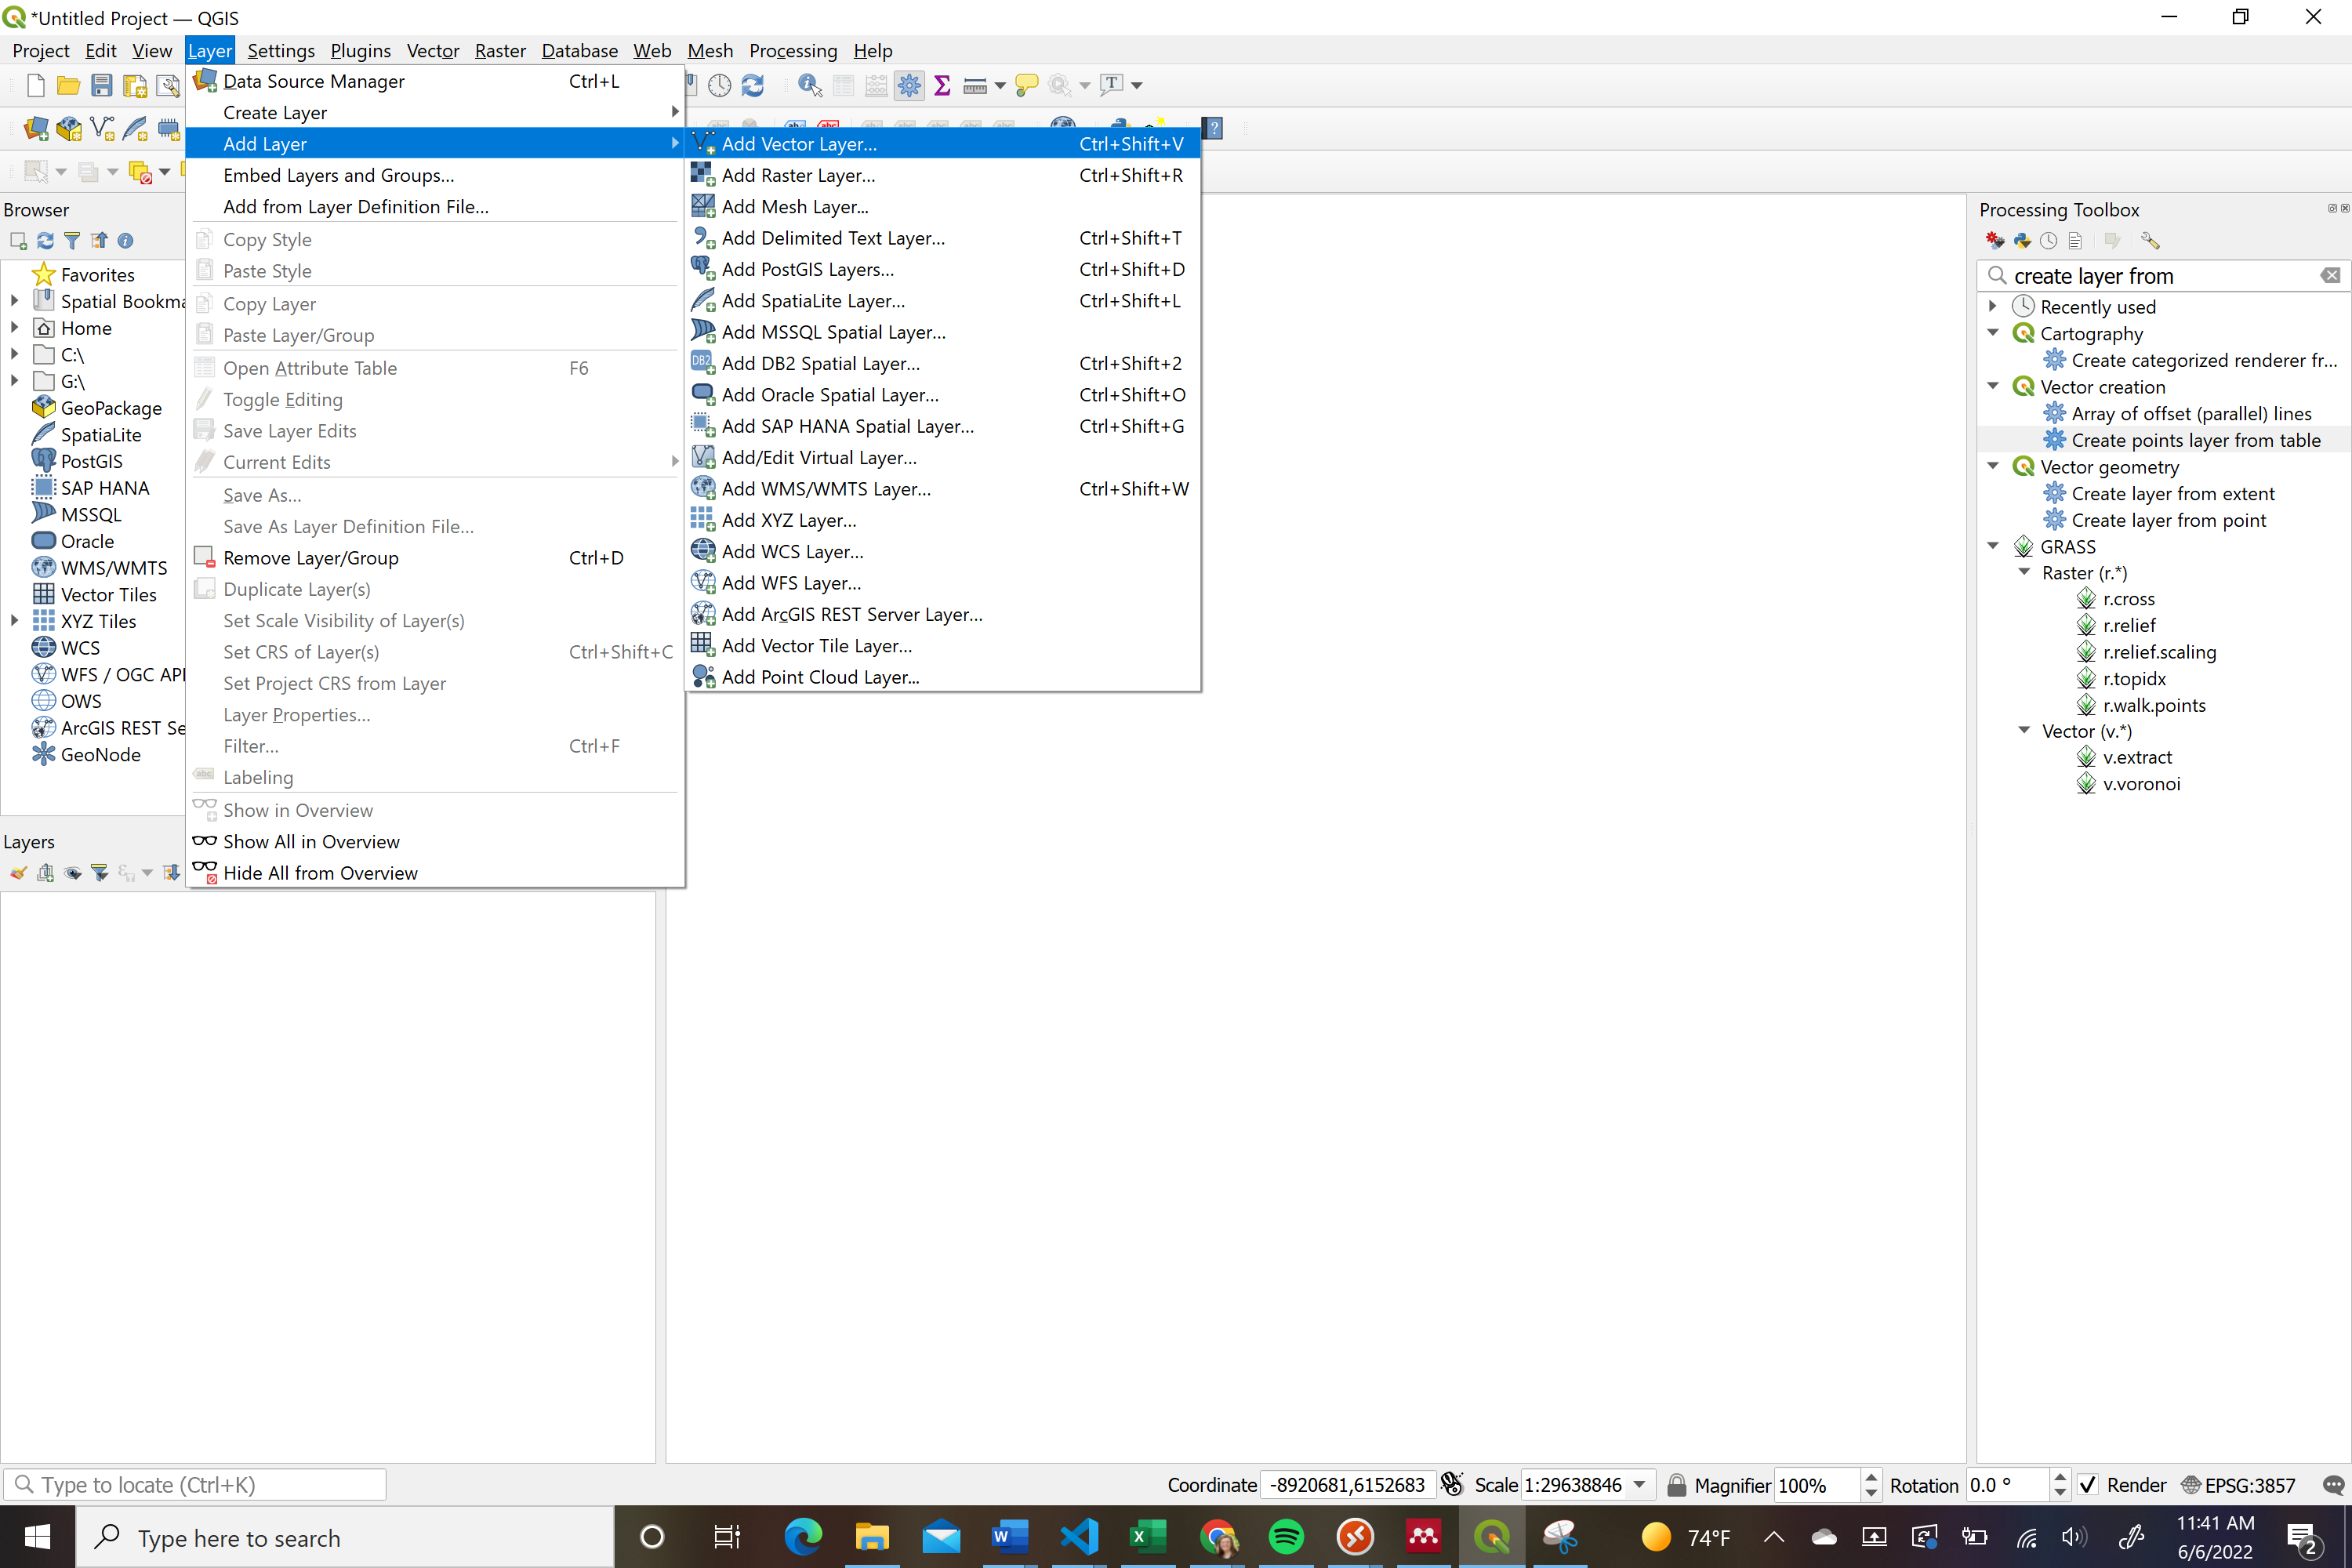 *Untitled Project — QGIS
Project Edit View Layer Settings Plugins Vector Raster Database Web Mesh Processing Help
Data Source Manager Ctrl+L
Create Layer
Add Layer
Embed Layers and Groups...
Add from Layer Definition File...
Copy Style
Paste Style
Copy Layer
Paste Layer/Group
Open Attribute Table F6
Toggle Editing
Save Layer Edits
Current Edits
Save As...
Save As Layer Definition File...
Remove Layer/Group Ctrl+D
Duplicate Layer(s)
Set Scale Visibility of Layer(s)
Set CRS of Layer(s) Ctrl+Shift+C
Set Project CRS from Layer
Layer Properties...
Filter... Ctrl+F
Labeling
Show in Overview
Show All in Overview
Hide All from Overview
Add Vector Layer... Ctrl+Shift+V
Add Raster Layer... Ctrl+Shift+R
Add Mesh Layer...
Add Delimited Text Layer... Ctrl+Shift+T
Add PostGIS Layers... Ctrl+Shift+D
Add SpatiaLite Layer... Ctrl+Shift+L
Add MSSQL Spatial Layer...
Add DB2 Spatial Layer... Ctrl+Shift+2
Add Oracle Spatial Layer... Ctrl+Shift+O
Add SAP HANA Spatial Layer... Ctrl+Shift+G
Add/Edit Virtual Layer...
Add WMS/WMTS Layer... Ctrl+Shift+W
Add XYZ Layer...
Add WCS Layer...
Add WFS Layer...
Add ArcGIS REST Server Layer...
Add Vector Tile Layer...
Add Point Cloud Layer...
Browser
Favorites
Spatial Bookma
Home
C:\
G:\
GeoPackage
SpatiaLite
PostGIS
SAP HANA
MSSQL
Oracle
WMS/WMTS
Vector Tiles
XYZ Tiles
WCS
WFS / OGC API
OWS
ArcGIS REST Se
GeoNode
Layers
Processing Toolbox
create layer from
Recently used
Cartography
Create categorized renderer fr...
Vector creation
Array of offset (parallel) lines
Create points layer from table
Vector geometry
Create layer from extent
Create layer from point
GRASS
Raster (r.*)
r.cross
r.relief
r.relief.scaling
r.topidx
r.walk.points
Vector (v.*)
v.extract
v.voronoi
Type to locate (Ctrl+K)
Coordinate -8920681,6152683 Scale 1:29638846 Magnifier 100% Rotation 0.0 ° Render EPSG:3857
Type here to search
74°F
11:41 AM
6/6/2022
2